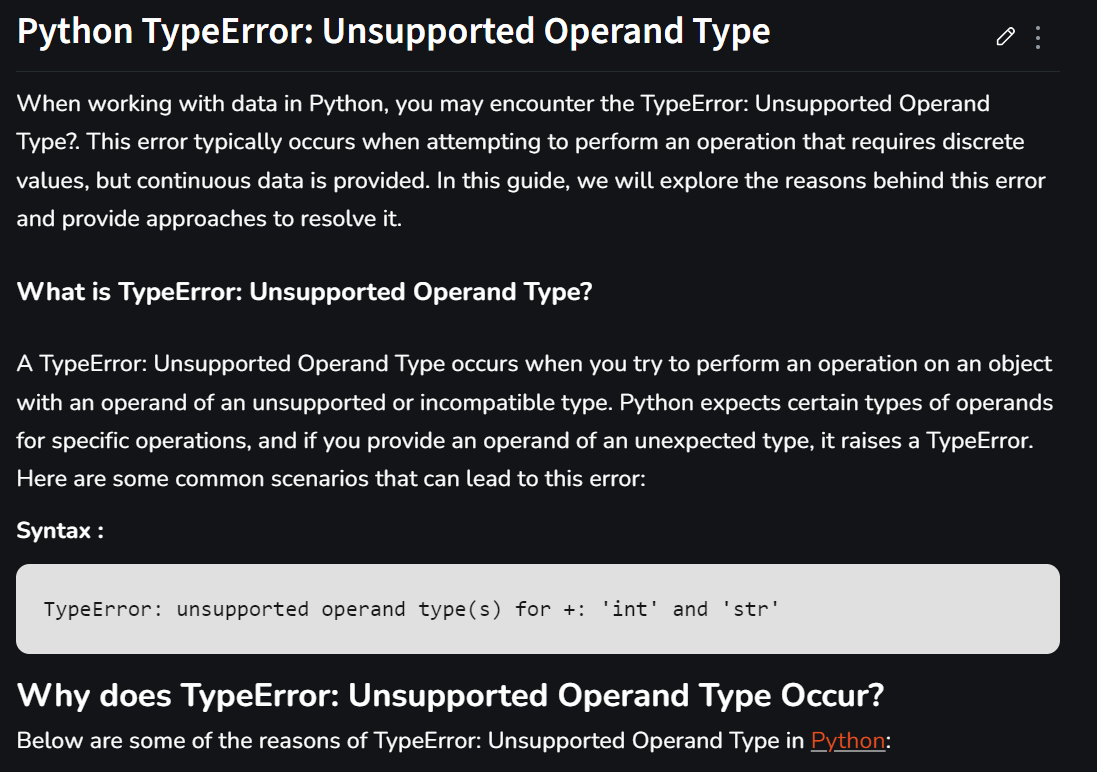 Python TypeError: Unsupported Operand Type
When working with data in Python, you may encounter the TypeError: Unsupported Operand
Type?. This error typically occurs when attempting to perform an operation that requires discrete
values, but continuous data is provided. In this guide, we will explore the reasons behind this error
and provide approaches to resolve it.
What is TypeError: Unsupported Operand Type?
A TypeError: Unsupported Operand Type occurs when you try to perform an operation on an object
with an operand of an unsupported or incompatible type. Python expects certain types of operands
for specific operations, and if you provide an operand of an unexpected type, it raises a TypeError.
Here are some common scenarios that can lead to this error:
Syntax :
TypeError: unsupported operand type(s) for +: 'int' and 'str'
Why does TypeError: Unsupported Operand Type Occur?
Below are some of the reasons of TypeError: Unsupported Operand Type in Python: